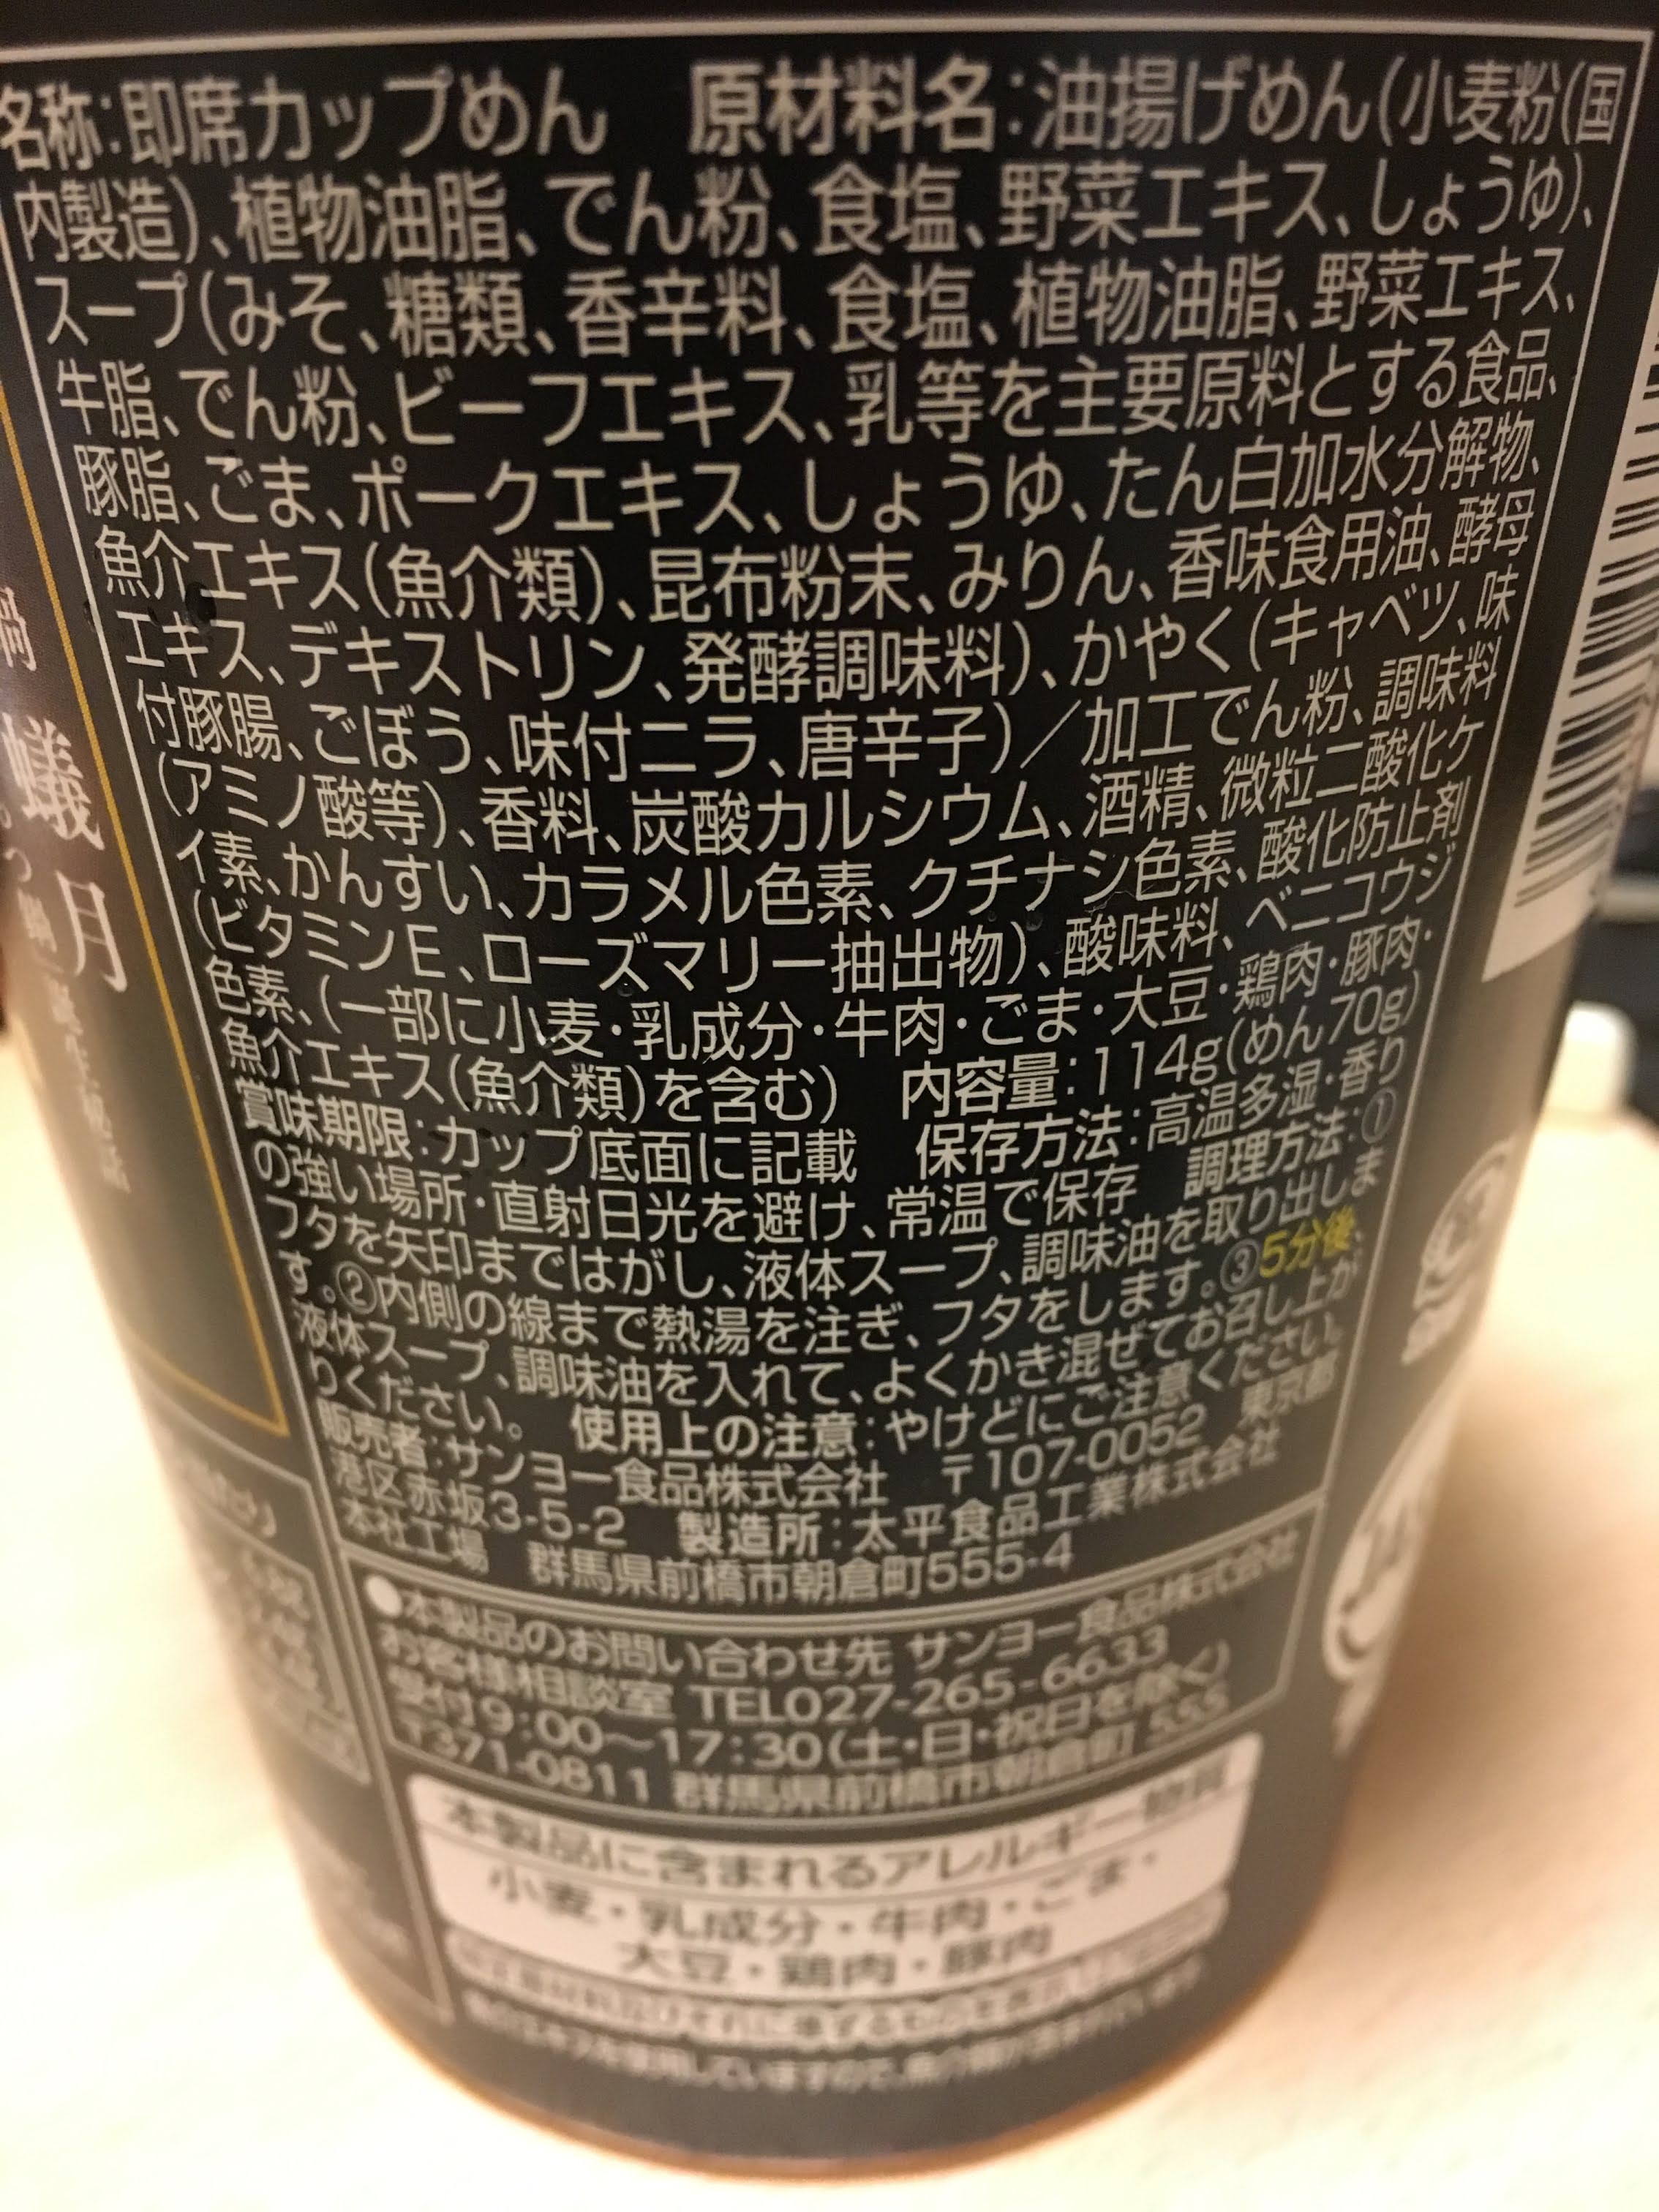 名称:即席カップめん　原材料名:油揚げめん(小麦粉(国
内製造)、植物油脂、でん粉、食塩、野菜エキス、しょうゆ)、
スープ(みそ、糖類、香辛料、食塩、植物油脂、野菜エキス、
牛脂、でん粉、ビーフエキス、乳等を主要原料とする食品、
豚脂、ごま、ポークエキス、しょうゆ、たん白加水分解物、
魚介エキス(魚介類)、昆布粉末、みりん、香味食用油、酵母
エキス、デキストリン、発酵調味料)、かやく(キャベツ、味
付豚腸、ごぼう、味付ニラ、唐辛子)／加工でん粉、調味料
(アミノ酸等)、香料、炭酸カルシウム、酒精、微粒二酸化ケ
イ素、かんすい、カラメル色素、クチナシ色素、酸化防止剤
(ビタミンE、ローズマリー抽出物)、酸味料、ベニコウジ
色素、(一部に小麦・乳成分・牛肉・ごま・大豆・鶏肉・豚肉・
魚介エキス(魚介類)を含む)　内容量:114g(めん70g)
賞味期限:カップ底面に記載　保存方法:高温多湿・香り
の強い場所・直射日光を避け、常温で保存　調理方法:①
フタを矢印まではがし、液体スープ、調味油を取り出しま
す。②内側の線まで熱湯を注ぎ、フタをします。③5分後、
液体スープ、調味油を入れて、よくかき混ぜてお召し上が
りください。　使用上の注意:やけどにご注意ください。
販売者:サンヨー食品株式会社　〒107-0052　東京都
港区赤坂3-5-2　製造所:太平食品工業株式会社
本社工場　群馬県前橋市朝倉町555-4
●本製品のお問い合わせ先 サンヨー食品株式会社
お客様相談室 TEL027-265-6633
受付9:00～17:30(土・日・祝日を除く)
〒371-0811 群馬県前橋市朝倉町 555
本製品に含まれるアレルギー物質
小麦・乳成分・牛肉・ごま・
大豆・鶏肉・豚肉
鍋
蟻月